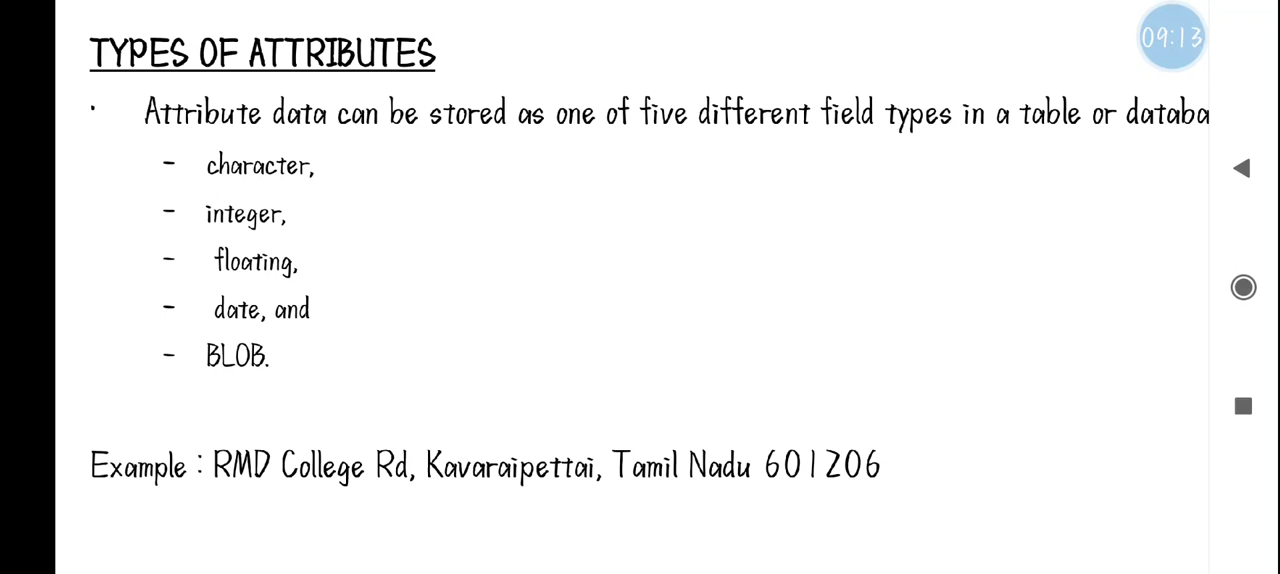 09:13
TYPES OF ATTRIBUTES
· Attribute data can be stored as one of five different field types in a table or databa
- character,
- integer,
- floating,
- date, and
- BLOB.
Example : RMD College Rd, Kavaraipettai, Tamil Nadu 601206